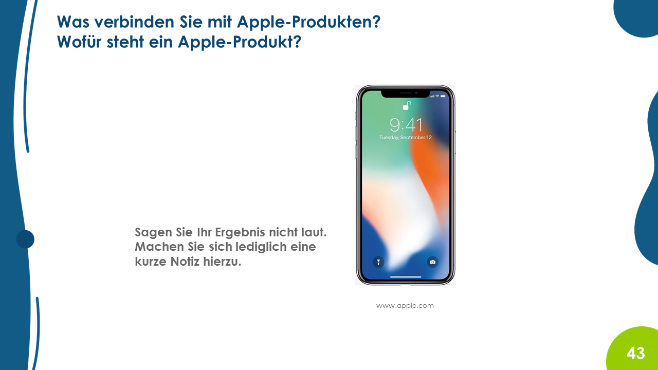 Was verbinden Sie mit Apple-Produkten?
Wofür steht ein Apple-Produkt?
9:41
Tuesday, September 12
Sagen Sie Ihr Ergebnis nicht laut.
Machen Sie sich lediglich eine
kurze Notiz hierzu.
www.apple.com
43